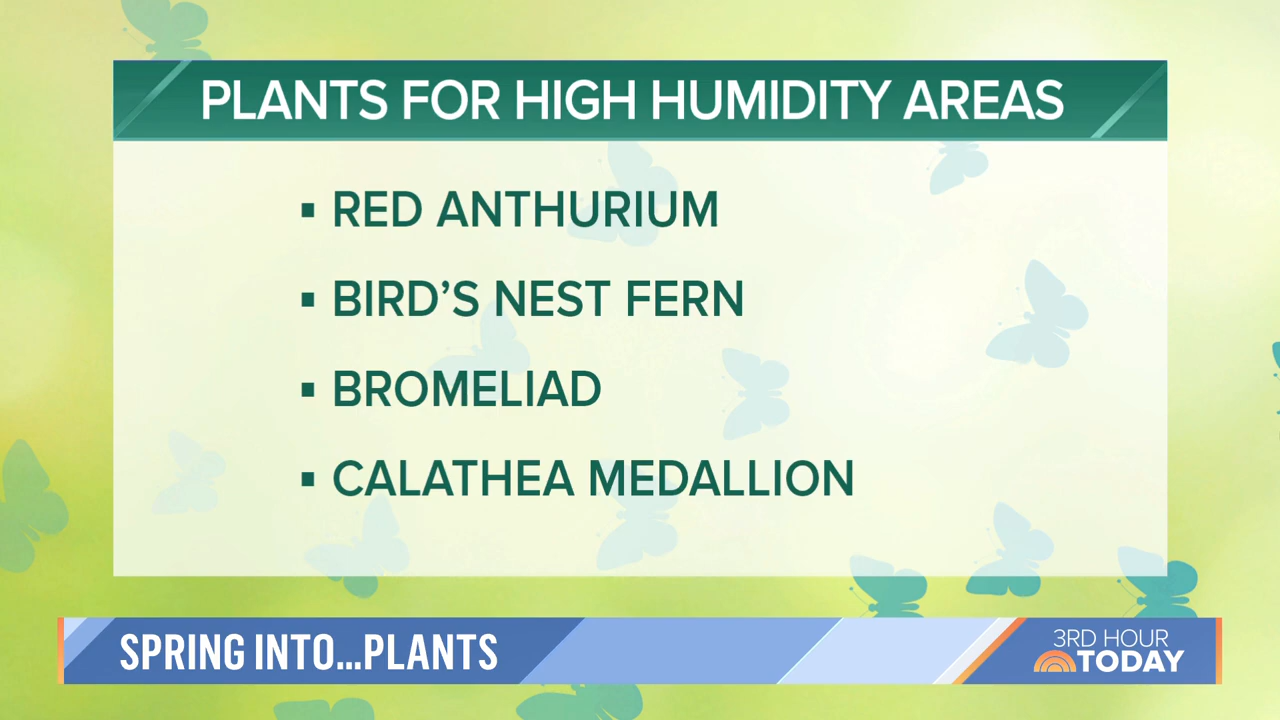 PLANTS FOR HIGH HUMIDITY AREAS
▪ RED ANTHURIUM
▪ BIRD’S NEST FERN
▪ BROMELIAD
▪ CALATHEA MEDALLION
SPRING INTO...PLANTS
3RD HOUR
TODAY